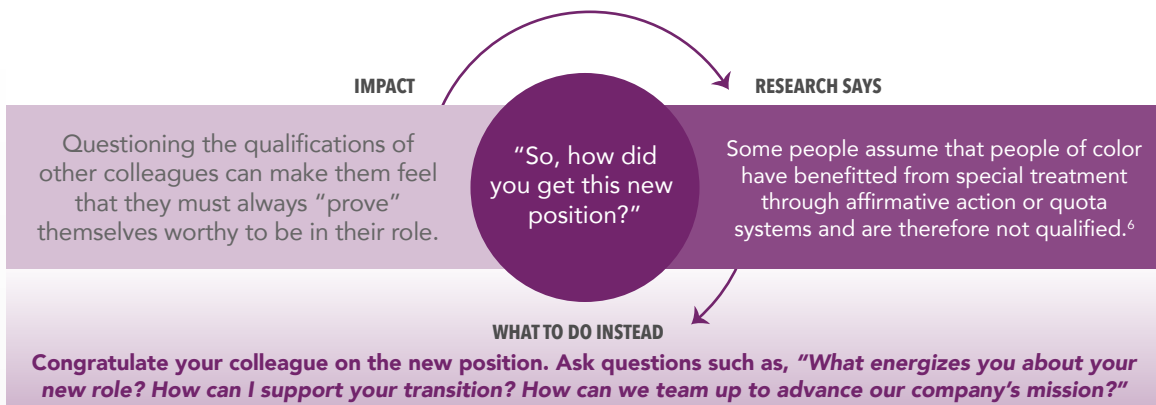 IMPACT
Questioning the qualifications of
other colleagues can make them feel
that they must always “prove”
themselves worthy to be in their role.
“So, how did
you get this new
position?”
RESEARCH SAYS
Some people assume that people of color
have benefitted from special treatment
through affirmative action or quota
systems and are therefore not qualified.⁶
WHAT TO DO INSTEAD
Congratulate your colleague on the new position. Ask questions such as, “What energizes you about your
new role? How can I support your transition? How can we team up to advance our company’s mission?”